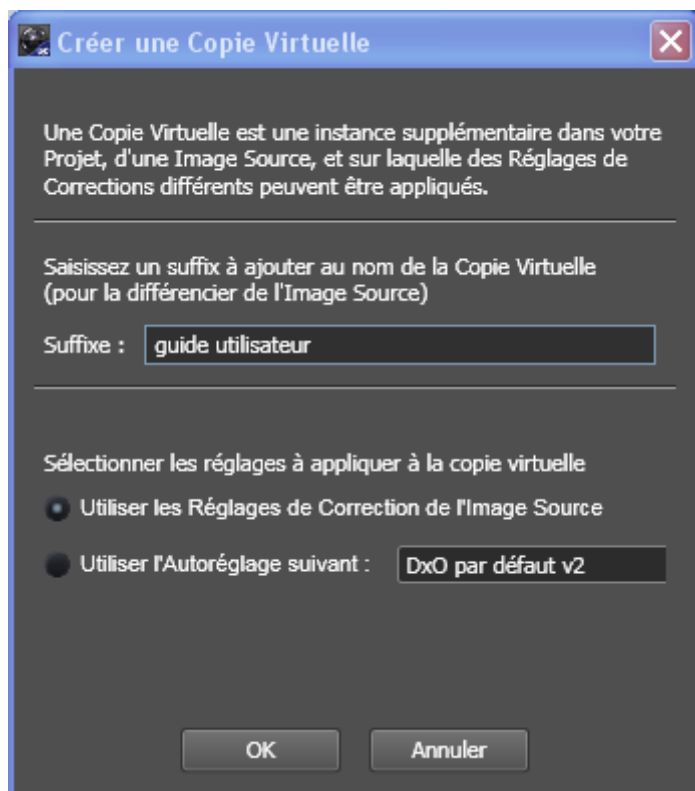 Créer une Copie Virtuelle
Une Copie Virtuelle est une instance supplémentaire dans votre
Projet, d'une Image Source, et sur laquelle des Réglages de
Corrections différents peuvent être appliqués.
Saisissez un suffix à ajouter au nom de la Copie Virtuelle
(pour la différencier de l'Image Source)
Suffixe : guide utilisateur
Sélectionner les réglages à appliquer à la copie virtuelle
Utiliser les Réglages de Correction de l'Image Source
Utiliser l'Autoréglage suivant : DxO par défaut v2
OK Annuler